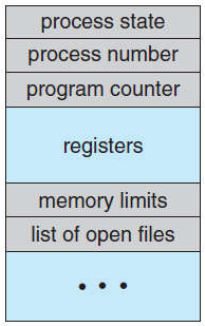 process state
process number
program counter
registers
memory limits
list of open files
• • •